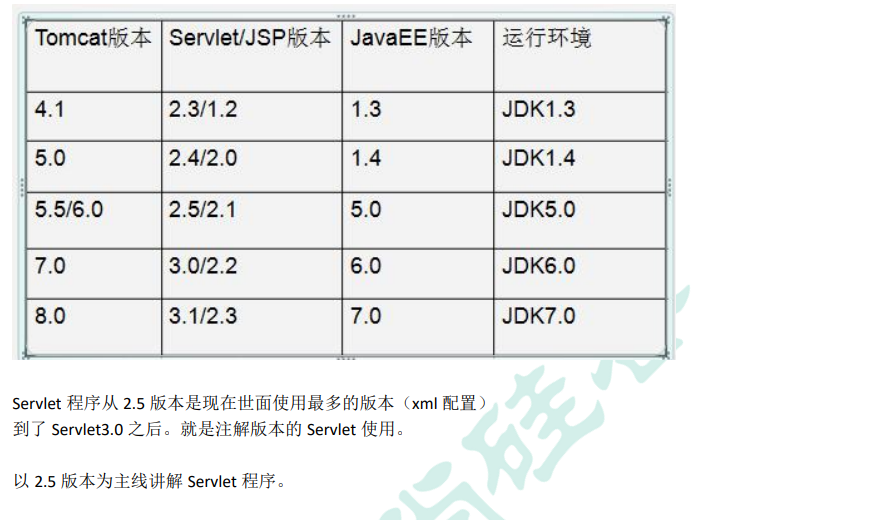 Tomcat版本 Servlet/JSP版本 JavaEE版本 运行环境
4.1 2.3/1.2 1.3 JDK1.3
5.0 2.4/2.0 1.4 JDK1.4
5.5/6.0 2.5/2.1 5.0 JDK5.0
7.0 3.0/2.2 6.0 JDK6.0
8.0 3.1/2.3 7.0 JDK7.0
Servlet 程序从 2.5 版本是现在世面使用最多的版本（xml 配置）
到了 Servlet3.0 之后。就是注解版本的 Servlet 使用。
以 2.5 版本为主线讲解 Servlet 程序。
硅